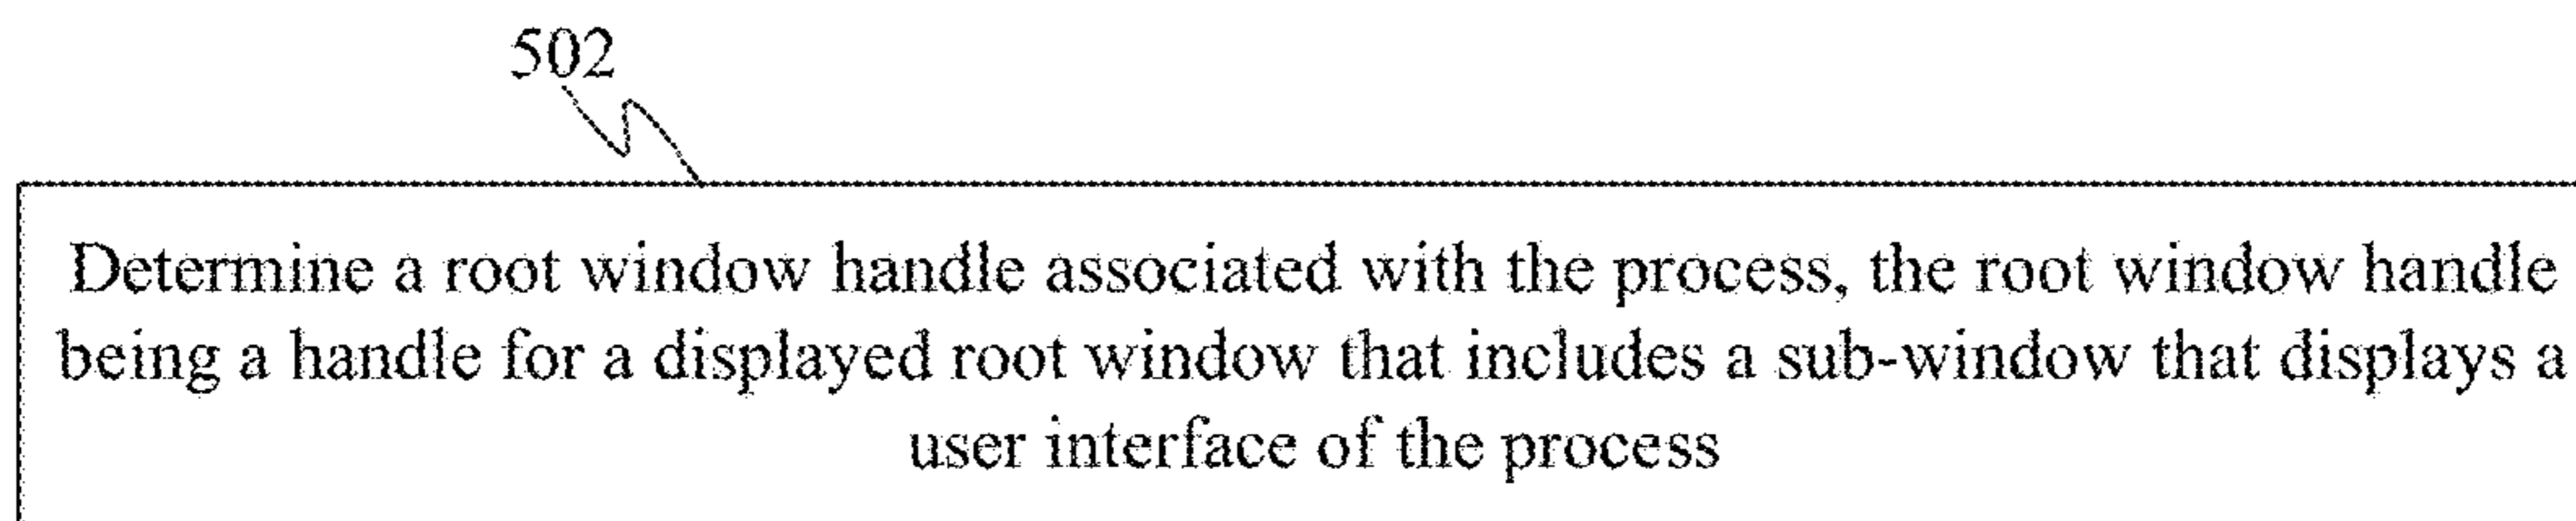 502
Determine a root window handle associated with the process, the root window handle
being a handle for a displayed root window that includes a sub-window that displays a
user interface of the process